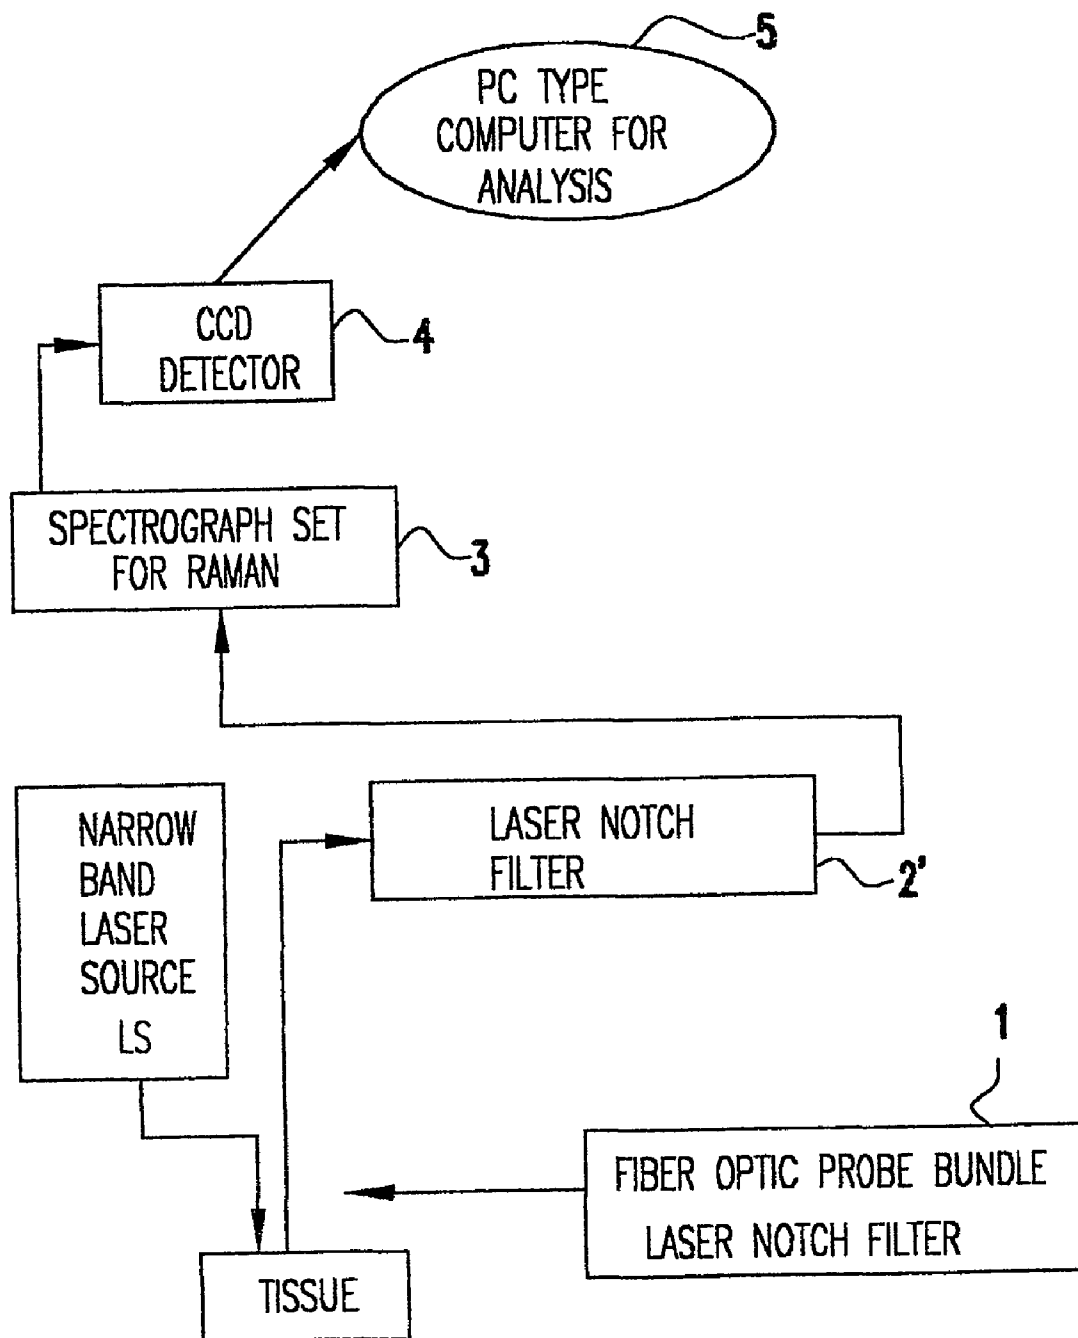 5
PC TYPE
COMPUTER FOR
ANALYSIS
CCD
DETECTOR
4
SPECTROGRAPH SET
FOR RAMAN
3
NARROW
BAND
LASER
SOURCE
LS
LASER NOTCH
FILTER
2'
1
FIBER OPTIC PROBE BUNDLE
LASER NOTCH FILTER
TISSUE